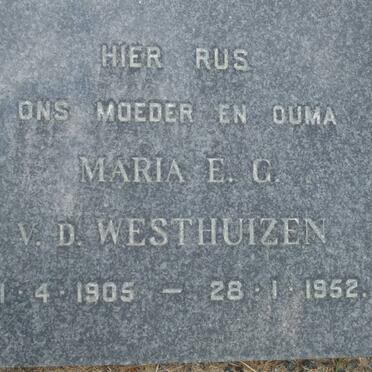 HIER RUS
ONS MOEDER EN OUMA
MARIA E. G.
V. D. WESTHUIZEN
1·4·1905 — 28·1·1952.